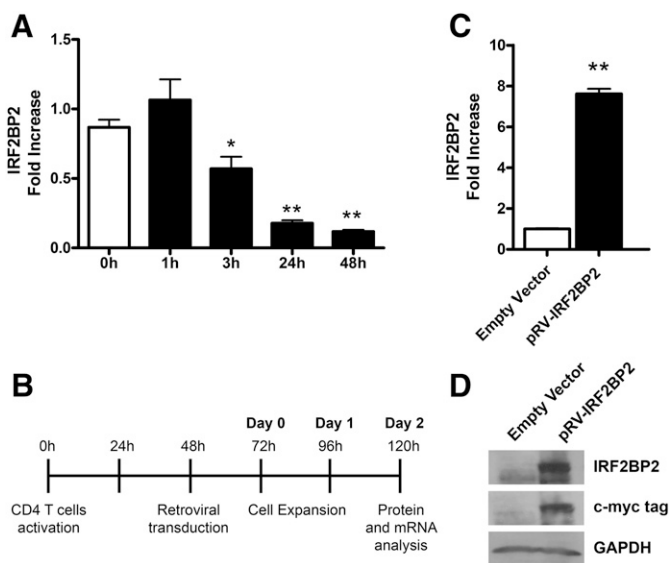 A
IRF2BP2
Fold Increase
1.5
1.0
0.5
0.0
*
**
**
0h
1h
3h
24h
48h
C
IRF2BP2
Fold Increase
10
8
6
4
2
0
**
Empty Vector
pRV-IRF2BP2
B
Day 0
Day 1
Day 2
0h
24h
48h
72h
96h
120h
CD4 T cells
activation
Retroviral
transduction
Cell Expansion
Protein
and mRNA
analysis
D
Empty Vector
pRV-IRF2BP2
IRF2BP2
c-myc tag
GAPDH